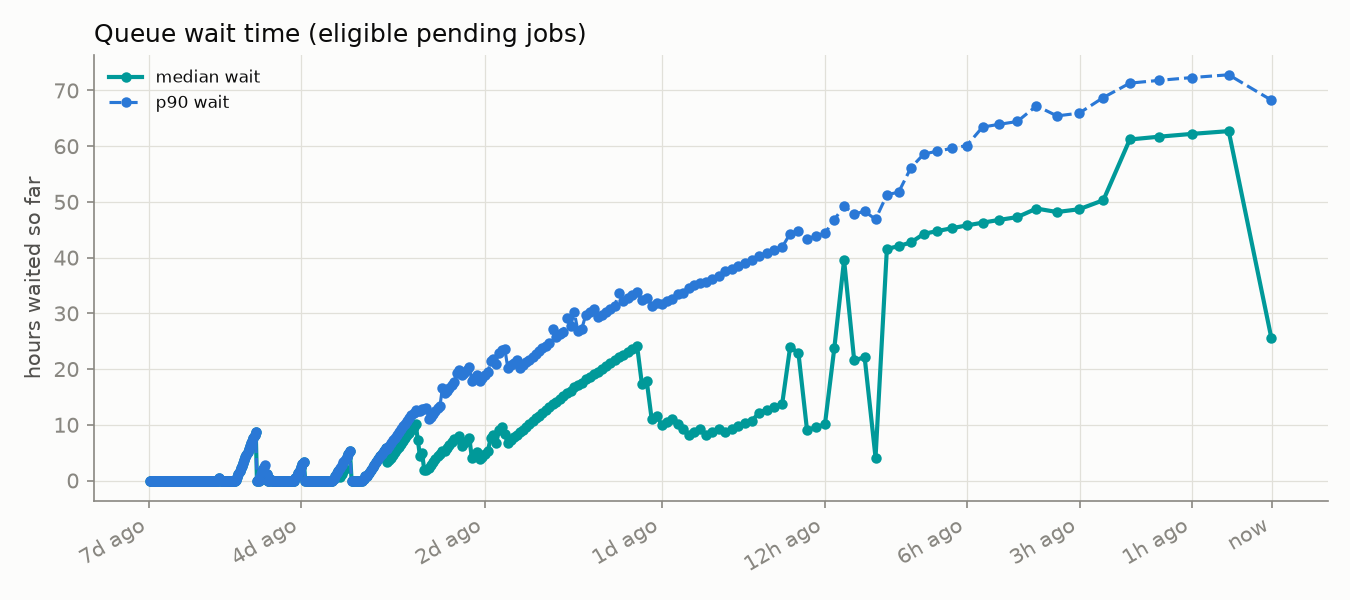 Queue wait time (eligible pending jobs)
median wait
p90 wait
hours waited so far
70
60
50
40
30
20
10
0
7d ago
4d ago
2d ago
1d ago
12h ago
6h ago
3h ago
1h ago
now